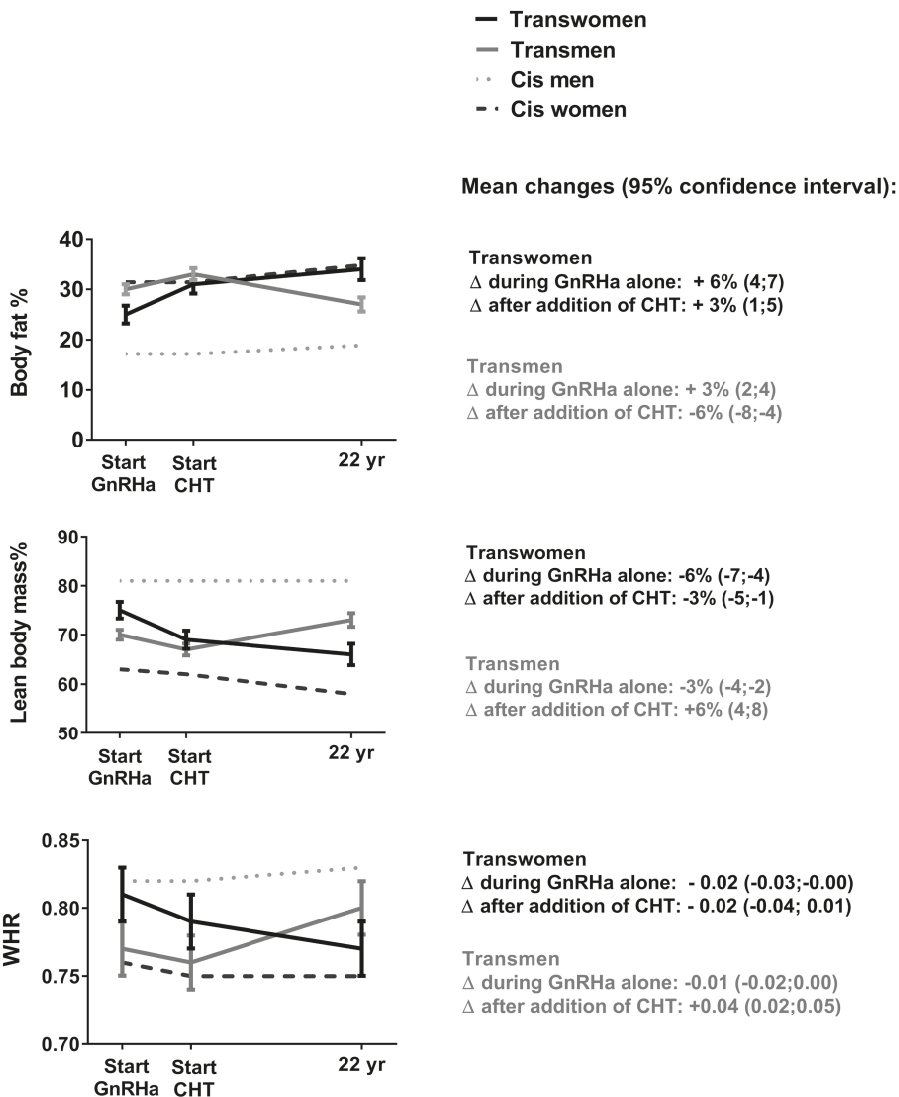 Transwomen
Transmen
Cis men
Cis women
Mean changes (95% confidence interval):
Body fat %
40
30
20
10
0
Start GnRHa
Start CHT
22 yr
Transwomen
Δ during GnRHa alone: + 6% (4;7)
Δ after addition of CHT: + 3% (1;5)
Transmen
Δ during GnRHa alone: + 3% (2;4)
Δ after addition of CHT: -6% (-8;-4)
Lean body mass%
90
80
70
60
50
Start GnRHa
Start CHT
22 yr
Transwomen
Δ during GnRHa alone: -6% (-7;-4)
Δ after addition of CHT: -3% (-5;-1)
Transmen
Δ during GnRHa alone: -3% (-4;-2)
Δ after addition of CHT: +6% (4;8)
WHR
0.85
0.80
0.75
0.70
Start GnRHa
Start CHT
22 yr
Transwomen
Δ during GnRHa alone: - 0.02 (-0.03;-0.00)
Δ after addition of CHT: - 0.02 (-0.04; 0.01)
Transmen
Δ during GnRHa alone: -0.01 (-0.02;0.00)
Δ after addition of CHT: +0.04 (0.02;0.05)